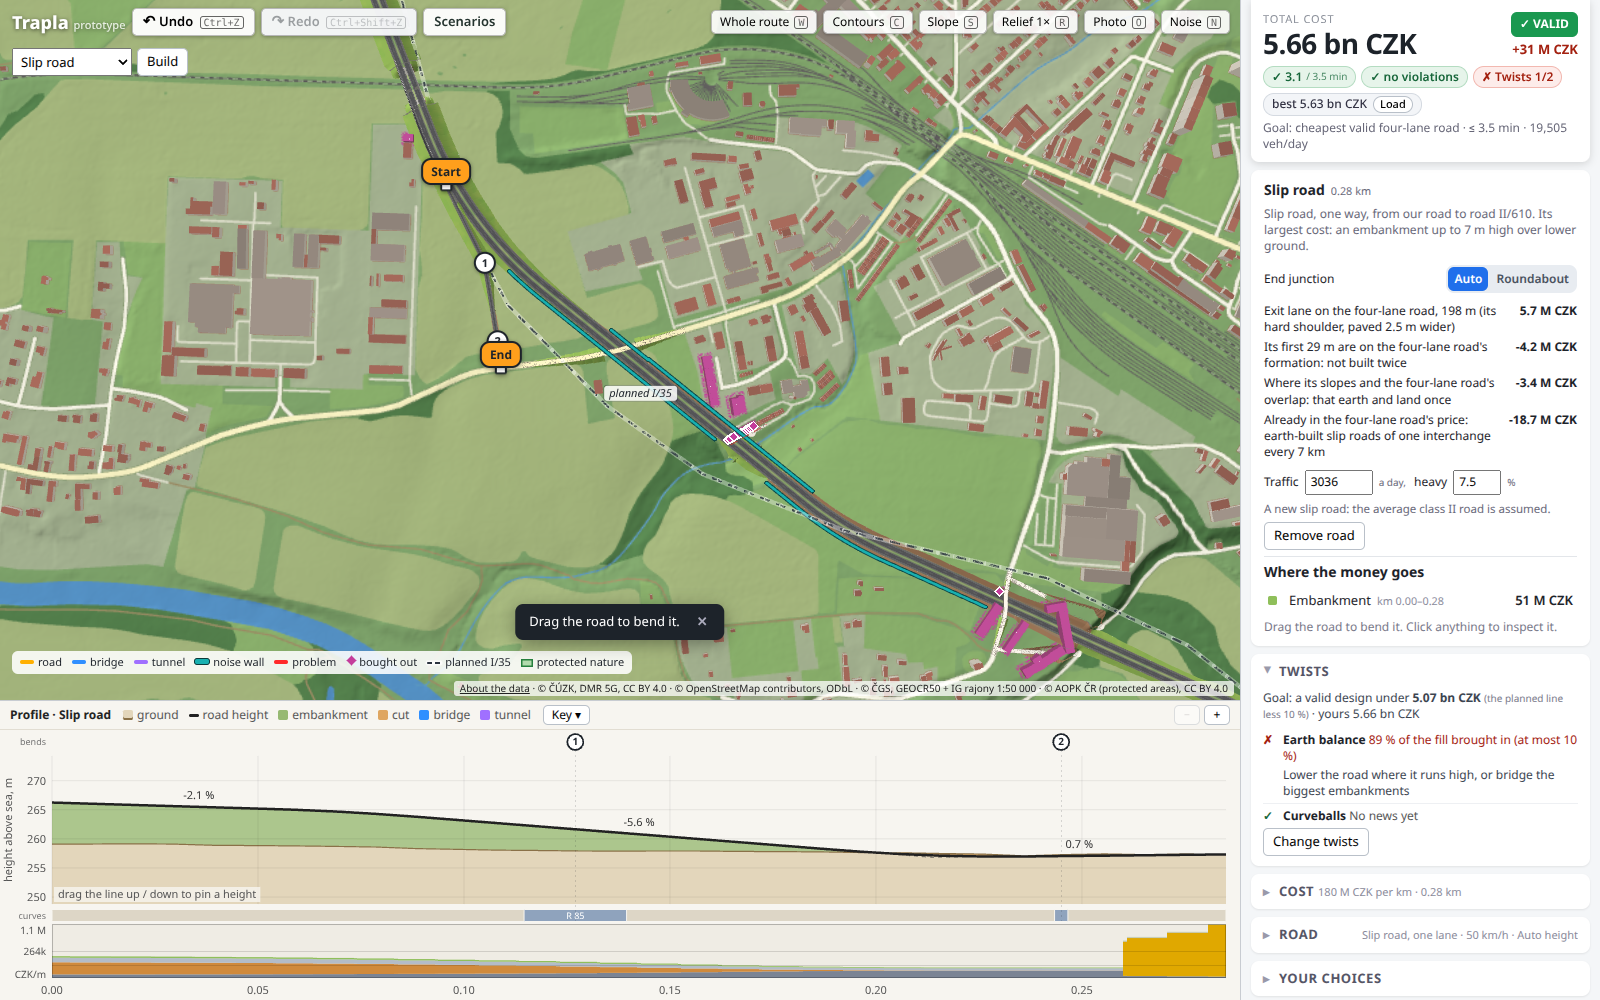 Trapla prototype
↶ Undo Ctrl+Z
↷ Redo Ctrl+Shift+Z
Scenarios
Whole route W
Contours C
Slope S
Relief 1× R
Photo O
Noise N
Slip road
Build
Start
1
End
planned I/35
Drag the road to bend it. ✕
road
bridge
tunnel
noise wall
problem
bought out
planned I/35
protected nature
About the data · © ČÚZK, DMR 5G, CC BY 4.0 · © OpenStreetMap contributors, ODbL · © ČGS, GEOCR50 + IG rajony 1:50 000 · © AOPK ČR (protected areas), CC BY 4.0
Profile · Slip road
ground
road height
embankment
cut
bridge
tunnel
Key ▾
−
+
bends
1
2
height above sea, m
270
265
260
255
250
-2.1 %
-5.6 %
0.7 %
drag the line up / down to pin a height
curves
R 85
1.1 M
264k
CZK/m
0.00
0.05
0.10
0.15
0.20
0.25
TOTAL COST
5.66 bn CZK
✓ VALID
+31 M CZK
✓ 3.1 / 3.5 min
✓ no violations
✗ Twists 1/2
best 5.63 bn CZK Load
Goal: cheapest valid four-lane road · ≤ 3.5 min · 19,505
veh/day
Slip road 0.28 km
Slip road, one way, from our road to road II/610. Its
largest cost: an embankment up to 7 m high over lower
ground.
End junction
Auto
Roundabout
Exit lane on the four-lane road, 198 m (its 5.7 M CZK
hard shoulder, paved 2.5 m wider)
Its first 29 m are on the four-lane road's -4.2 M CZK
formation: not built twice
Where its slopes and the four-lane road's -3.4 M CZK
overlap: that earth and land once
Already in the four-lane road's price: -18.7 M CZK
earth-built slip roads of one interchange
every 7 km
Traffic 3036 a day, heavy 7.5 %
A new slip road: the average class II road is assumed.
Remove road
Where the money goes
Embankment km 0.00–0.28 51 M CZK
Drag the road to bend it. Click anything to inspect it.
▼ TWISTS
Goal: a valid design under 5.07 bn CZK (the planned line
less 10 %) · yours 5.66 bn CZK
✗ Earth balance 89 % of the fill brought in (at most 10
%)
Lower the road where it runs high, or bridge the
biggest embankments
✓ Curveballs No news yet
Change twists
▶ COST 180 M CZK per km · 0.28 km
▶ ROAD Slip road, one lane · 50 km/h · Auto height
▶ YOUR CHOICES